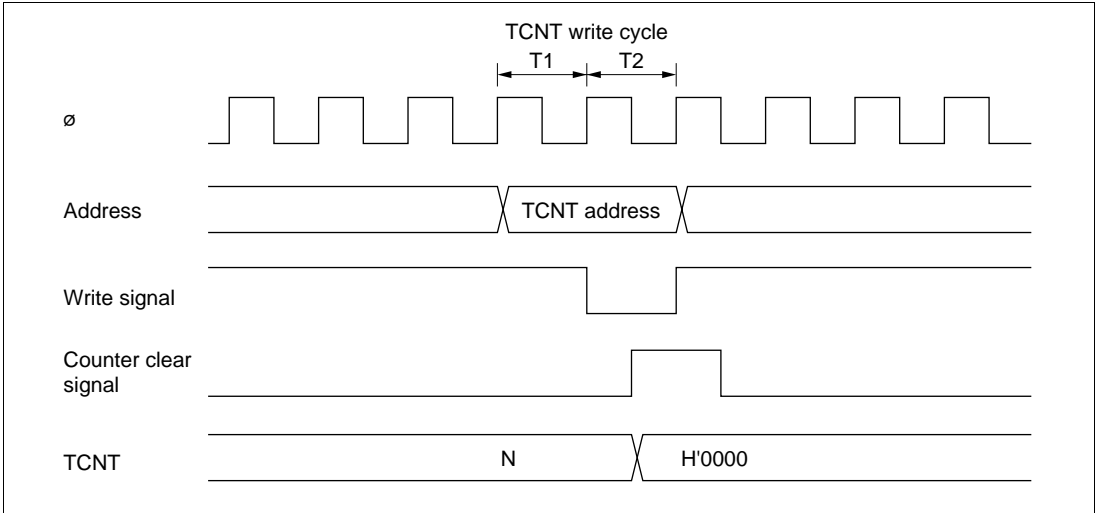 TCNT write cycle
T1 T2
ø
Address
TCNT address
Write signal
Counter clear
signal
TCNT
N
H'0000